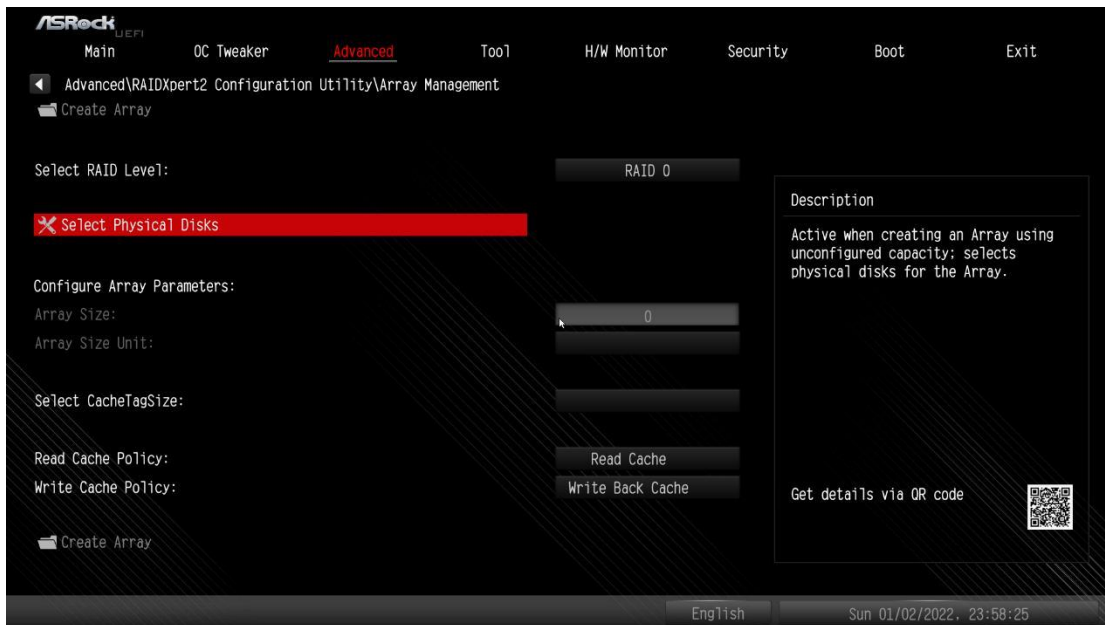 ASRock
UEFI
Main OC Tweaker Advanced Tool H/W Monitor Security Boot Exit
Advanced\RAIDXpert2 Configuration Utility\Array Management
Create Array
Select RAID Level: RAID 0
Select Physical Disks
Configure Array Parameters:
Array Size: 0
Array Size Unit:
Select CacheTagSize:
Read Cache Policy: Read Cache
Write Cache Policy: Write Back Cache
Create Array
Description
Active when creating an Array using
unconfigured capacity; selects
physical disks for the Array.
Get details via QR code
English Sun 01/02/2022, 23:58:25